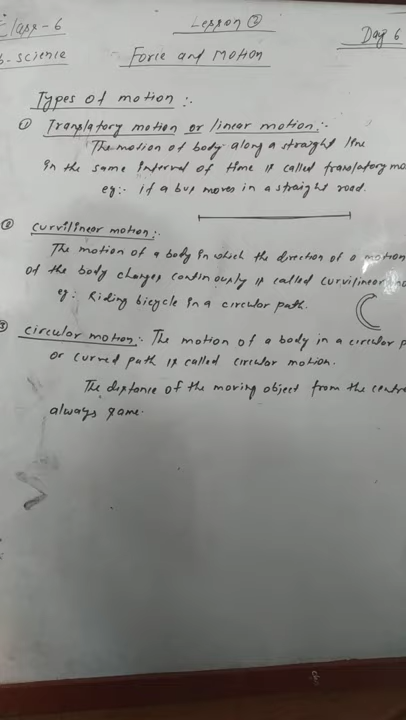 Class-6
Lesson ②
Day 6
b. science
Force and Motion
Types of motion :-
① Translatory motion or linear motion :-
The motion of body along a straight line
in the same interval of time is called translatory mo
eg:- if a bus moves in a straight road.
② curvilinear motion :-
The motion of a body in which the direction of a motion
of the body changes continously is called curvilinear
eg: Riding bicycle in a circular path.
③ circular motion :- The motion of a body in a circular p
or curved path is called circular motion.
The distance of the moving object from the centr
always same.